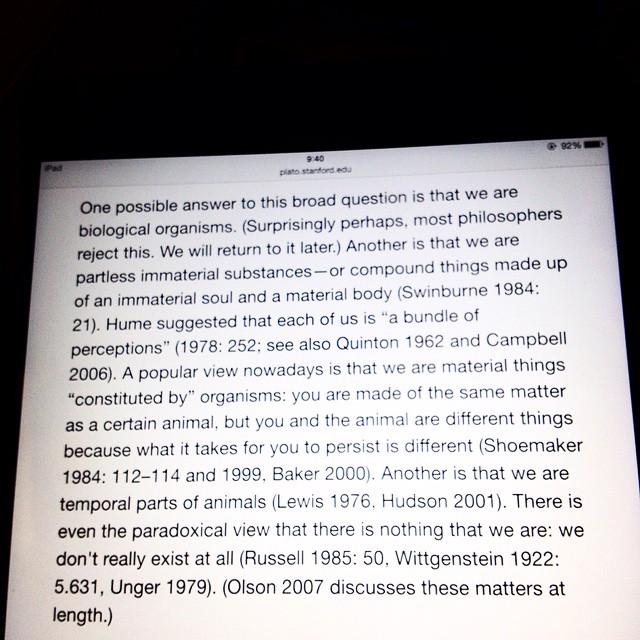 iPad
9:40
92%
plato.stanford.edu
One possible answer to this broad question is that we are
biological organisms. (Surprisingly perhaps, most philosophers
reject this. We will return to it later.) Another is that we are
partless immaterial substances—or compound things made up
of an immaterial soul and a material body (Swinburne 1984:
21). Hume suggested that each of us is “a bundle of
perceptions” (1978: 252; see also Quinton 1962 and Campbell
2006). A popular view nowadays is that we are material things
“constituted by” organisms: you are made of the same matter
as a certain animal, but you and the animal are different things
because what it takes for you to persist is different (Shoemaker
1984: 112–114 and 1999, Baker 2000). Another is that we are
temporal parts of animals (Lewis 1976, Hudson 2001). There is
even the paradoxical view that there is nothing that we are: we
don't really exist at all (Russell 1985: 50, Wittgenstein 1922:
5.631, Unger 1979). (Olson 2007 discusses these matters at
length.)